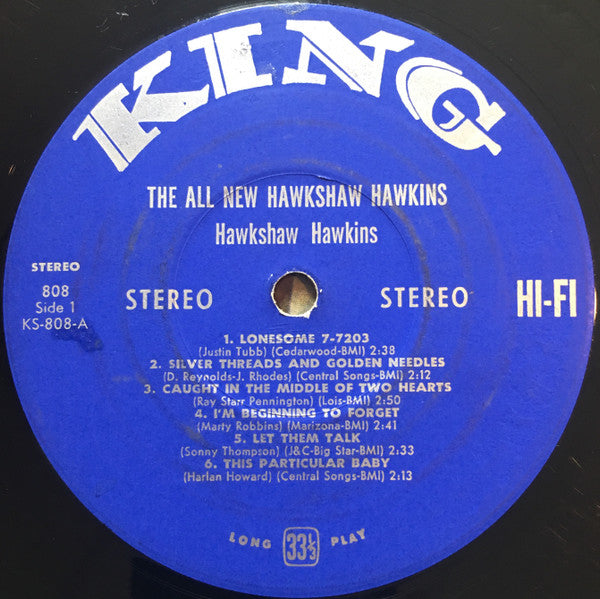 KING
THE ALL NEW HAWKSHAW HAWKINS
Hawkshaw Hawkins
STEREO
808
Side 1
KS-808-A
STEREO
STEREO
HI-FI
1. LONESOME 7-7203
(Justin Tubb) (Cedarwood-BMI) 2:38
2. SILVER THREADS AND GOLDEN NEEDLES
(D. Reynolds-J. Rhodes) (Central Songs-BMI) 2:12
3. CAUGHT IN THE MIDDLE OF TWO HEARTS
(Ray Starr Pennington) (Lois-BMI) 2:50
4. I'M BEGINNING TO FORGET
(Marty Robbins) (Marizona-BMI) 2:41
5. LET THEM TALK
(Sonny Thompson) (J&C-Big Star-BMI) 2:33
6. THIS PARTICULAR BABY
(Harlan Howard) (Central Songs-BMI) 2:13
LONG 33⅓ PLAY